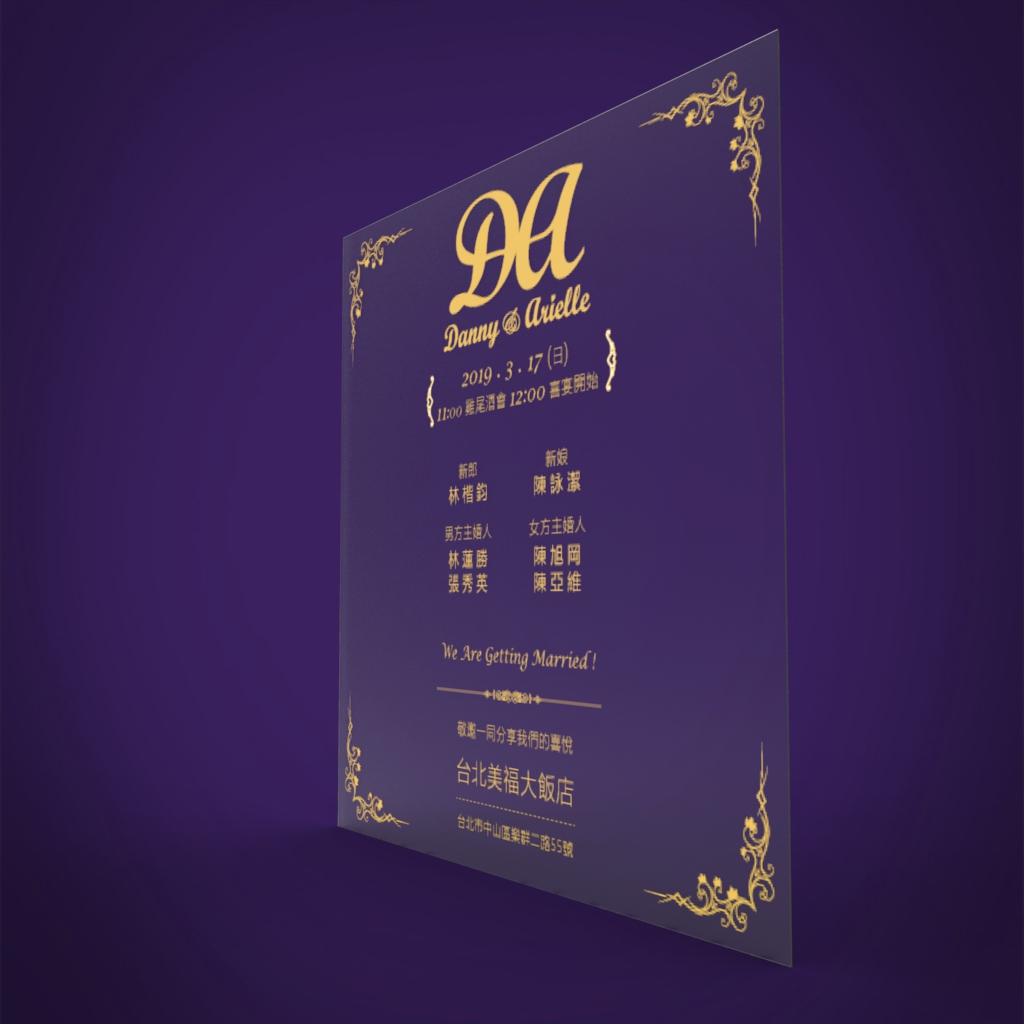 DA
Danny & Arielle
2019 . 3 . 17 (日)
11:00 雞尾酒會 12:00 喜宴開始
新郎 新娘
林楷鈞 陳詠潔
男方主婚人 女方主婚人
林蓮勝 陳旭岡
張秀英 陳亞維
We Are Getting Married !
敬邀一同分享我們的喜悅
台北美福大飯店
台北市中山區樂群二路55號